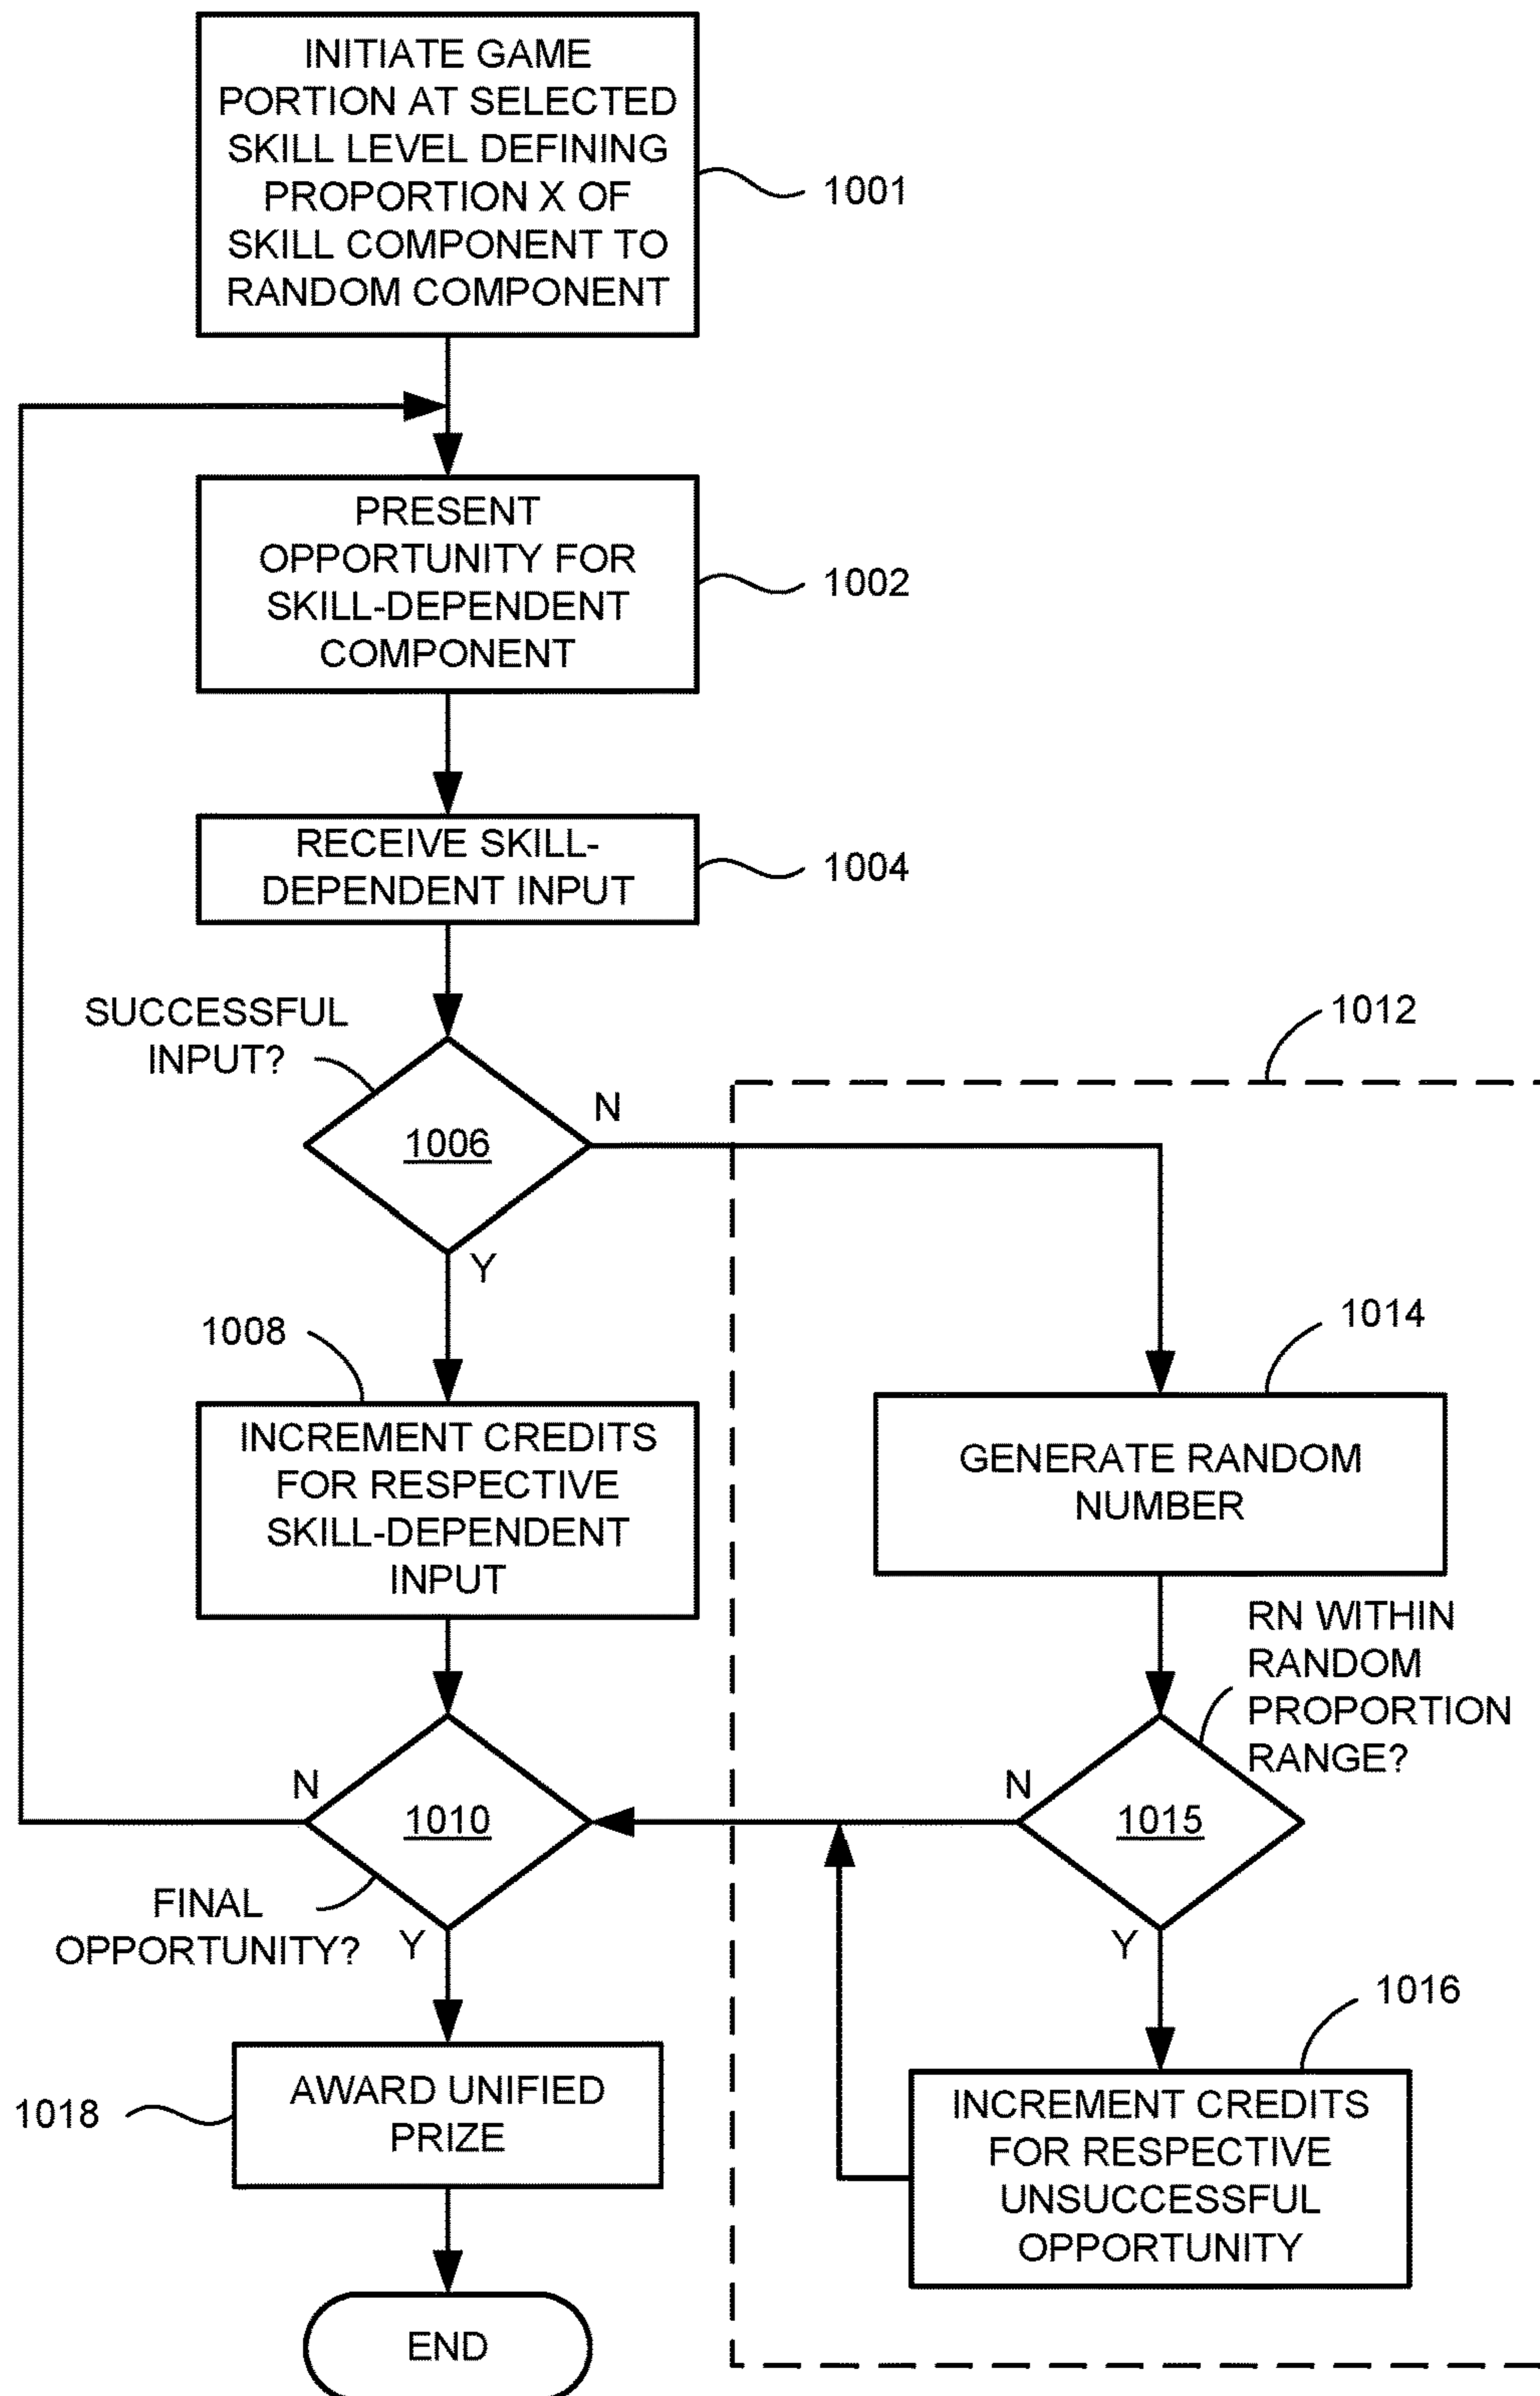 INITIATE GAME
PORTION AT SELECTED
SKILL LEVEL DEFINING
PROPORTION X OF
SKILL COMPONENT TO
RANDOM COMPONENT
1001
PRESENT
OPPORTUNITY FOR
SKILL-DEPENDENT
COMPONENT
1002
RECEIVE SKILL-
DEPENDENT INPUT
1004
SUCCESSFUL
INPUT?
1006
N
Y
1012
1008
INCREMENT CREDITS
FOR RESPECTIVE
SKILL-DEPENDENT
INPUT
1014
GENERATE RANDOM
NUMBER
RN WITHIN
RANDOM
PROPORTION
RANGE?
N
1010
N
1015
FINAL
OPPORTUNITY?
Y
Y
1016
INCREMENT CREDITS
FOR RESPECTIVE
UNSUCCESSFUL
OPPORTUNITY
1018
AWARD UNIFIED
PRIZE
END